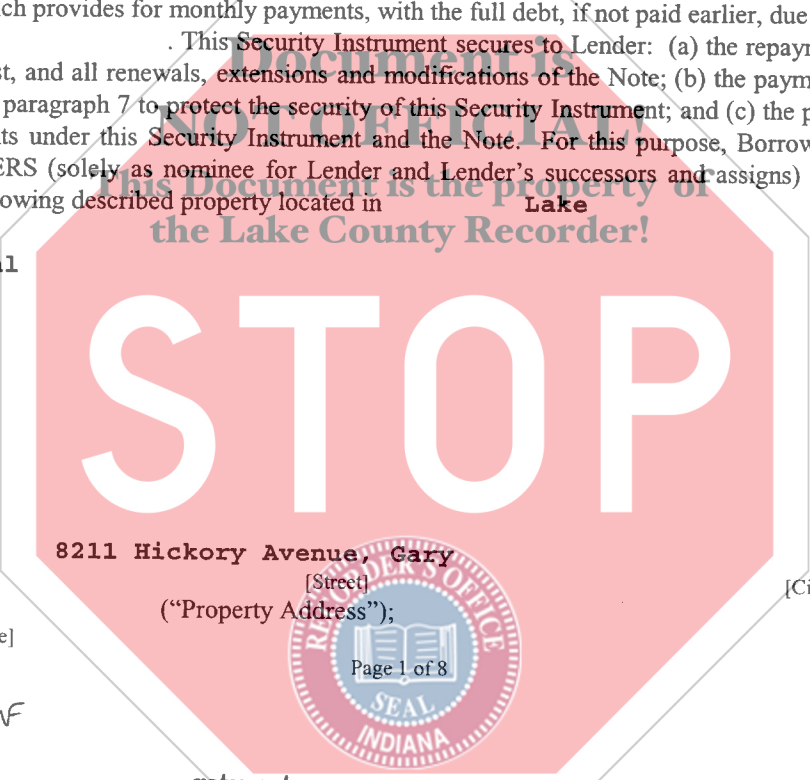 ch provides for monthly payments, with the full debt, if not paid earlier, due
. This Security Instrument secures to Lender: (a) the repayn
Document is
st, and all renewals, extensions and modifications of the Note; (b) the paym
paragraph 7 to protect the security of this Security Instrument; and (c) the p
NOT OFFICIAL!
ts under this Security Instrument and the Note. For this purpose, Borrow
ERS (solely as nominee for Lender and Lender's successors and assigns)
This Document is the property of
owing described property located in Lake
the Lake County Recorder!
al
STOP
8211 Hickory Avenue, Gary
[Street]
[Ci
("Property Address");
e]
RECORDER'S OFFICE
Page 1 of 8
SEAL
INDIANA